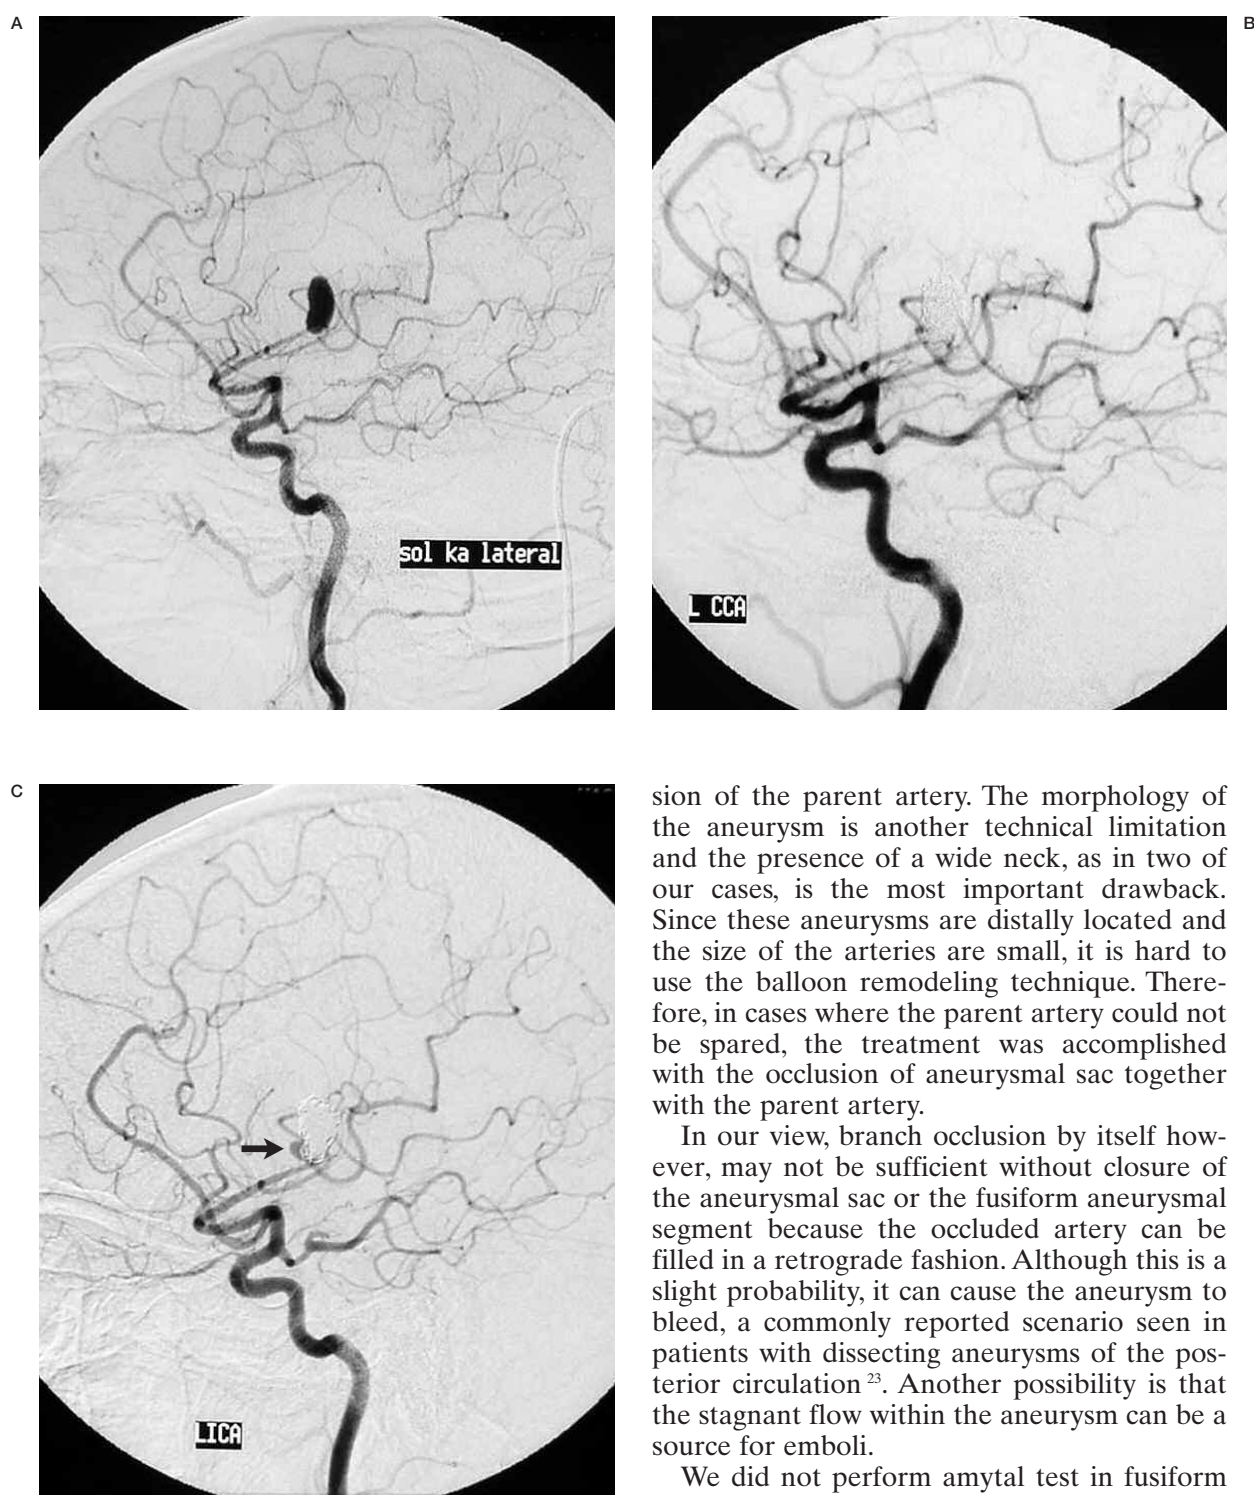 A
B
sol ka lateral
L CCA
C
LICA
sion of the parent artery. The morphology of
the aneurysm is another technical limitation
and the presence of a wide neck, as in two of
our cases, is the most important drawback.
Since these aneurysms are distally located and
the size of the arteries are small, it is hard to
use the balloon remodeling technique. There-
fore, in cases where the parent artery could not
be spared, the treatment was accomplished
with the occlusion of aneurysmal sac together
with the parent artery.
In our view, branch occlusion by itself how-
ever, may not be sufficient without closure of
the aneurysmal sac or the fusiform aneurysmal
segment because the occluded artery can be
filled in a retrograde fashion. Although this is a
slight probability, it can cause the aneurysm to
bleed, a commonly reported scenario seen in
patients with dissecting aneurysms of the pos-
terior circulation 23. Another possibility is that
the stagnant flow within the aneurysm can be a
source for emboli.
We did not perform amytal test in fusiform